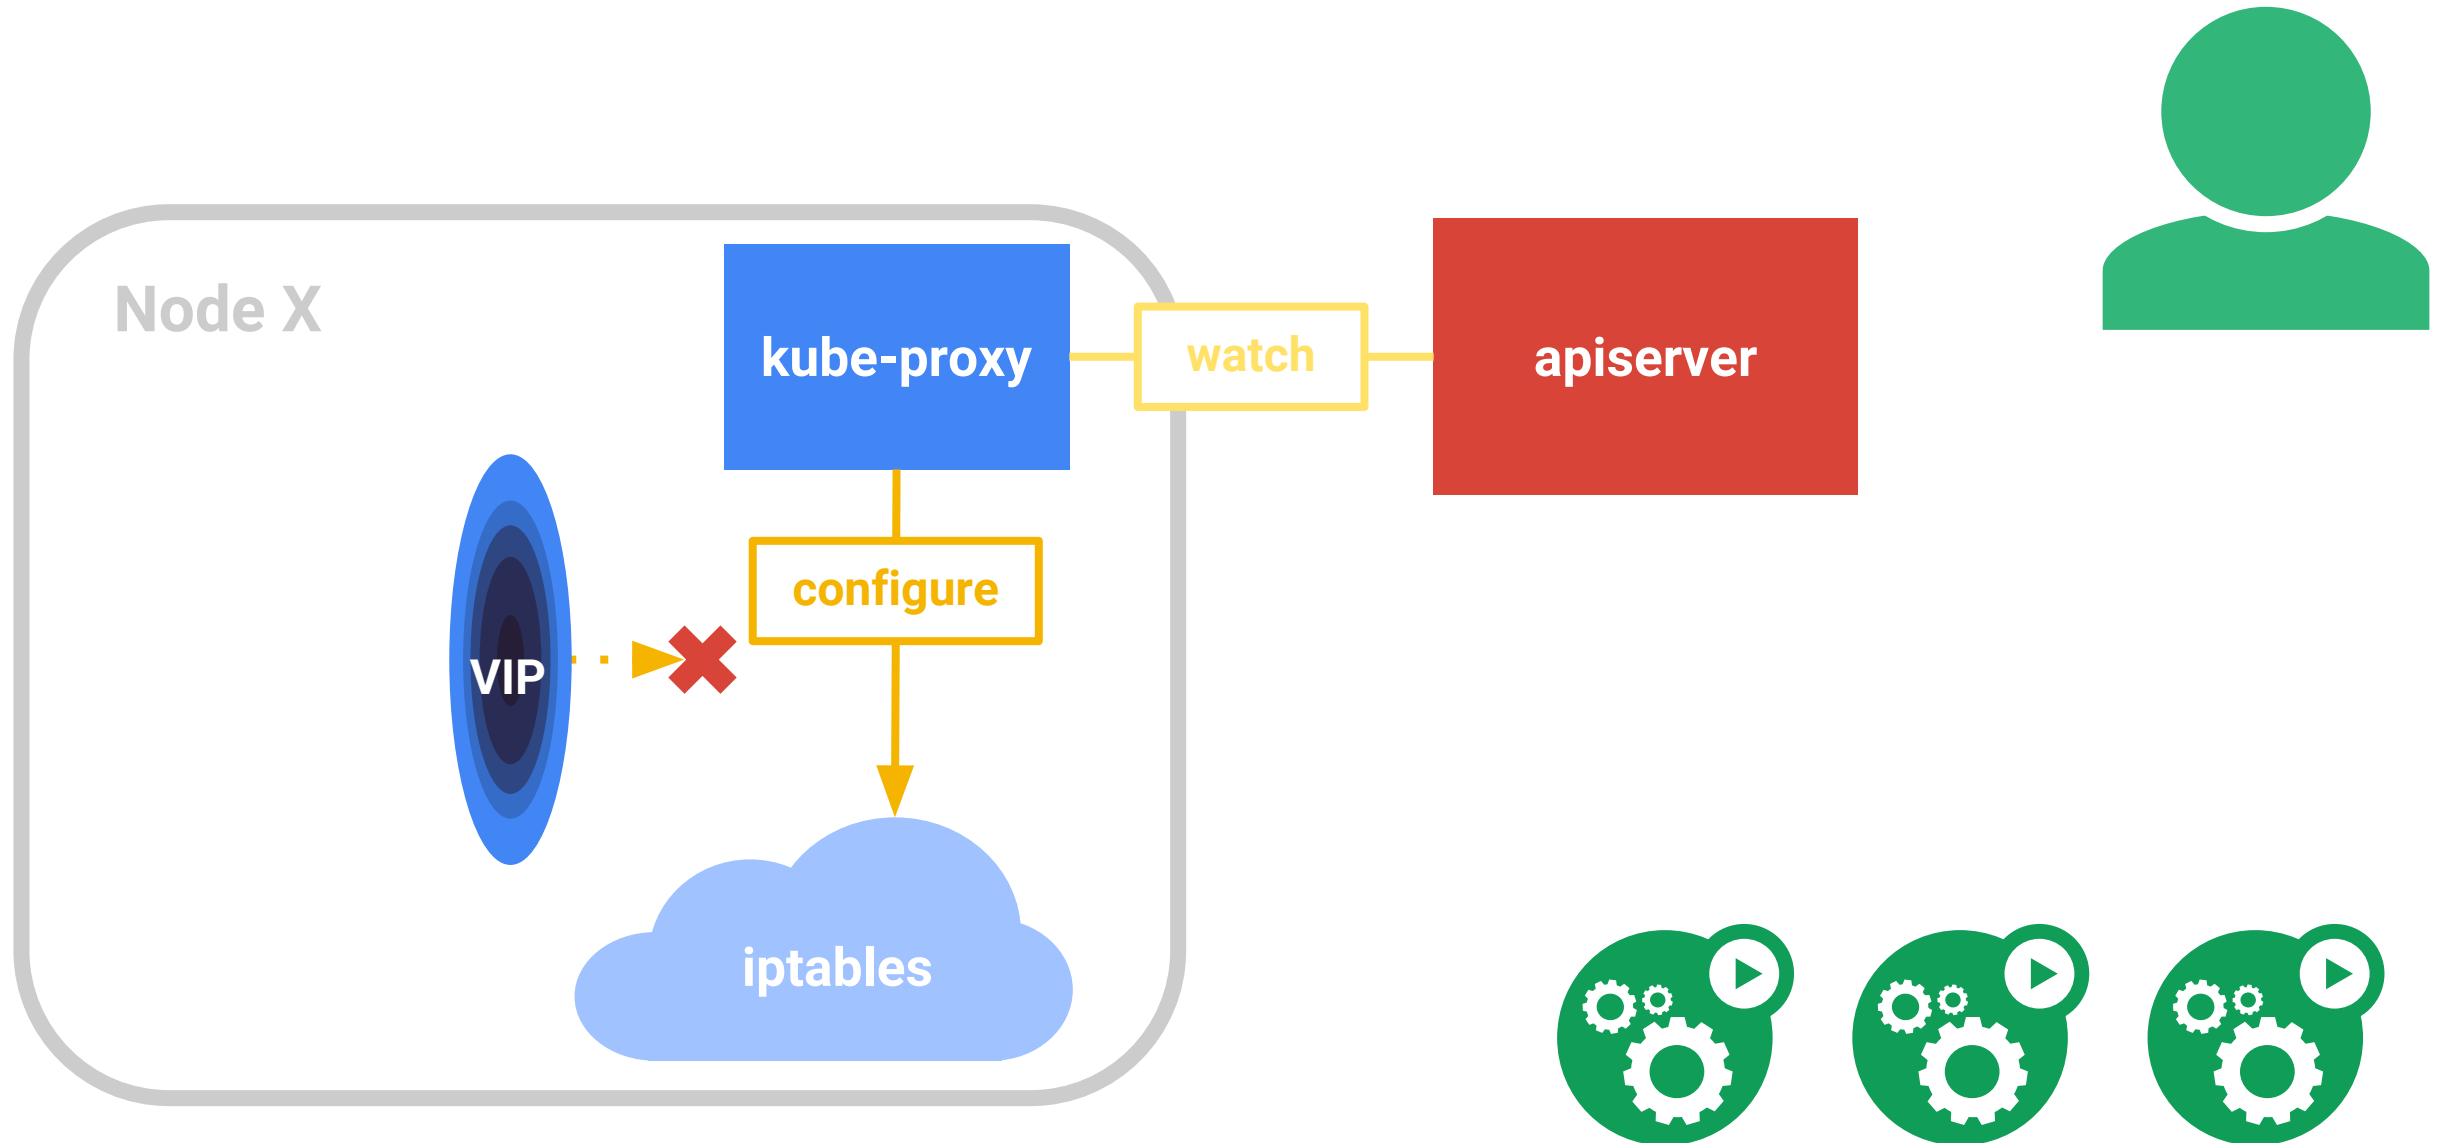 Node X
kube-proxy
watch
apiserver
configure
VIP
iptables